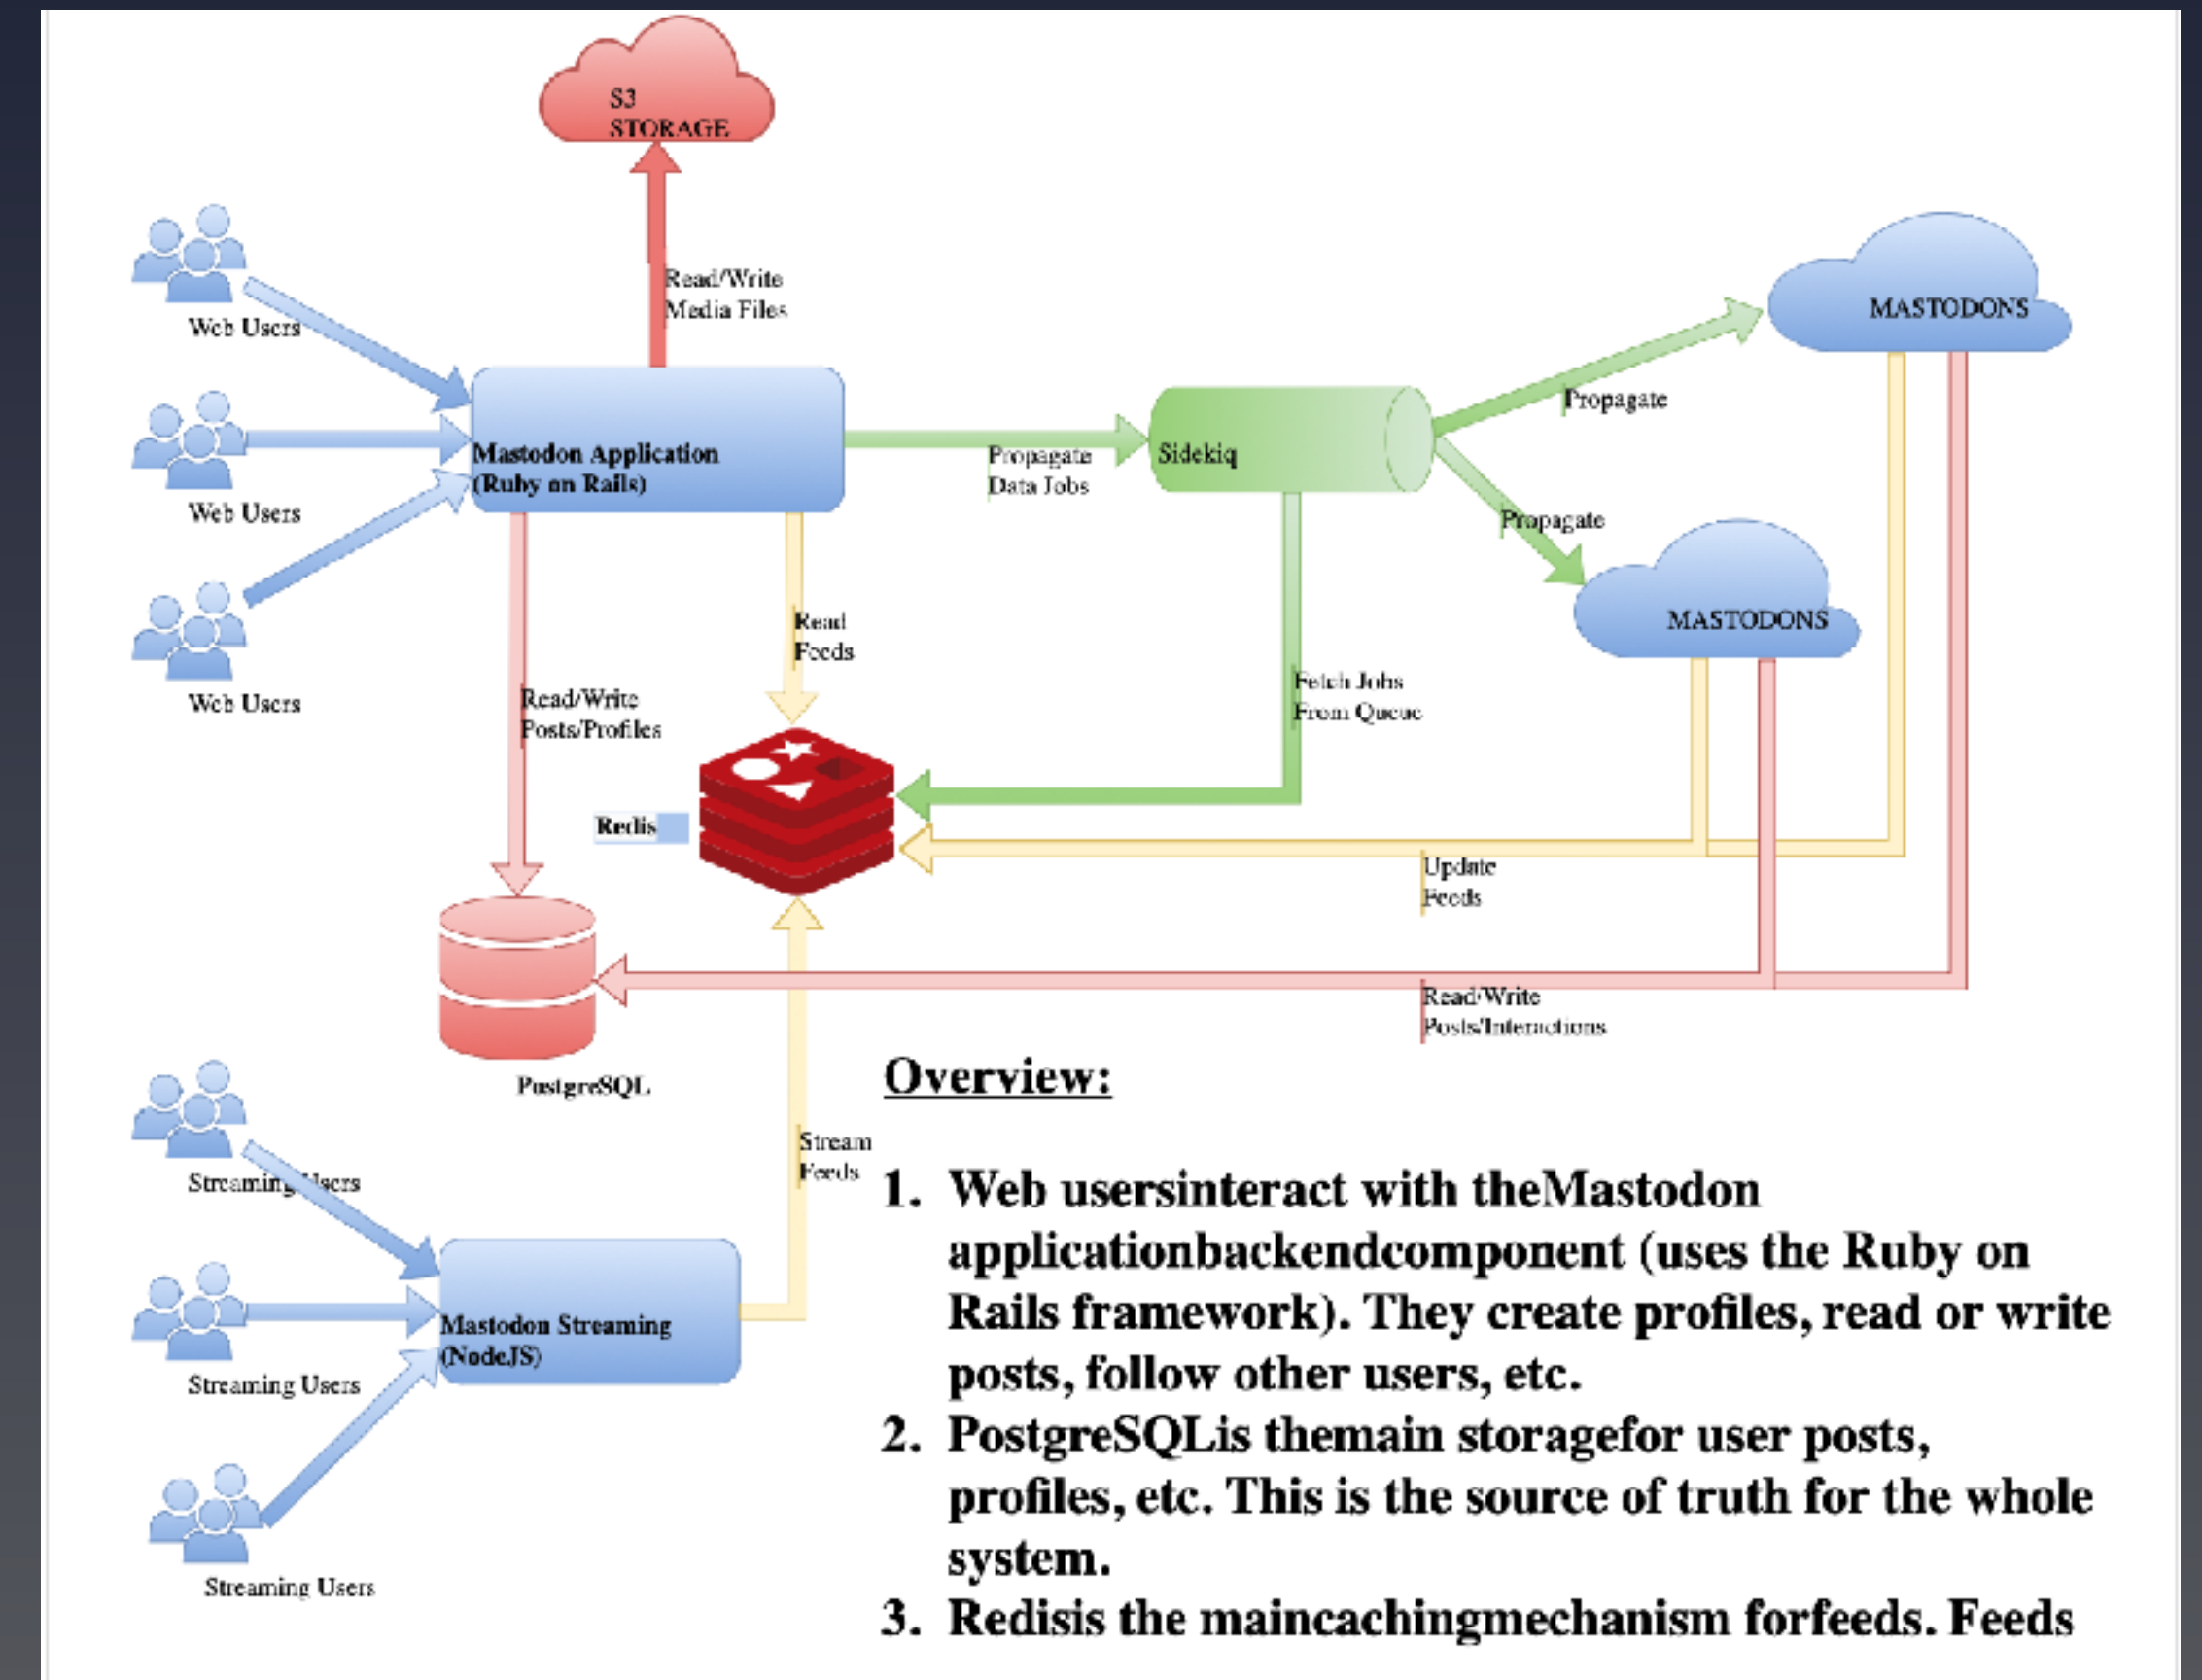 S3
STORAGE
Read/Write
Media Files
Web Users
Web Users
Web Users
Mastodon Application
(Ruby on Rails)
Propagate
Data Jobs
Sidekiq
Propagate
Propagate
MASTODONS
MASTODONS
Read
Feeds
Read/Write
Posts/Profiles
Fetch Jobs
From Queue
Redis
Update
Feeds
Read/Write
Posts/Interactions
PostgreSQL
Stream
Feeds
Streaming Users
Streaming Users
Streaming Users
Mastodon Streaming
(NodeJS)
Overview:
1. Web usersinteract with theMastodon
applicationbackendcomponent (uses the Ruby on
Rails framework). They create profiles, read or write
posts, follow other users, etc.
2. PostgreSQLis themain storagefor user posts,
profiles, etc. This is the source of truth for the whole
system.
3. Redisis the maincachingmechanism forfeeds. Feeds